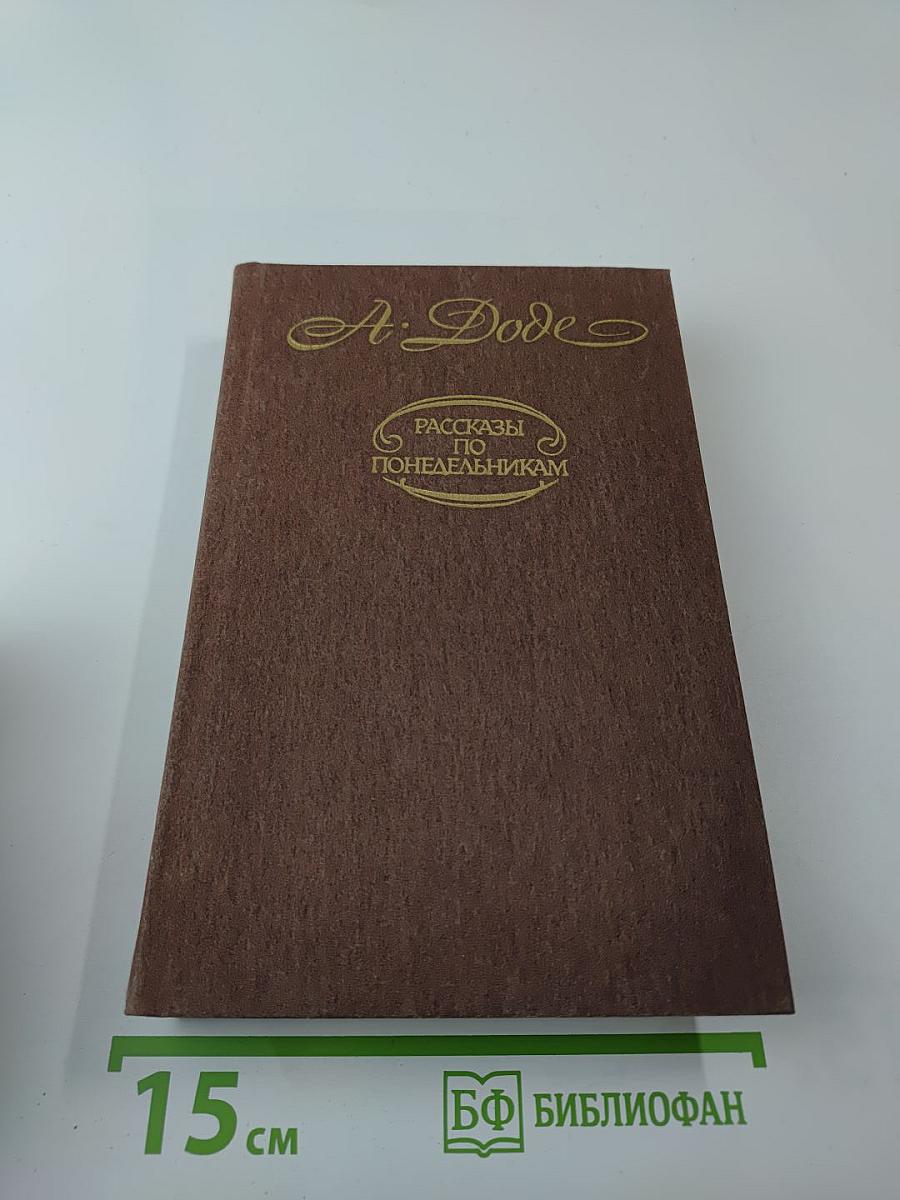 А. Доде
РАССКАЗЫ
ПО
ПОНЕДЕЛЬНИКАМ
15 см
БФ БИБЛИОФАН